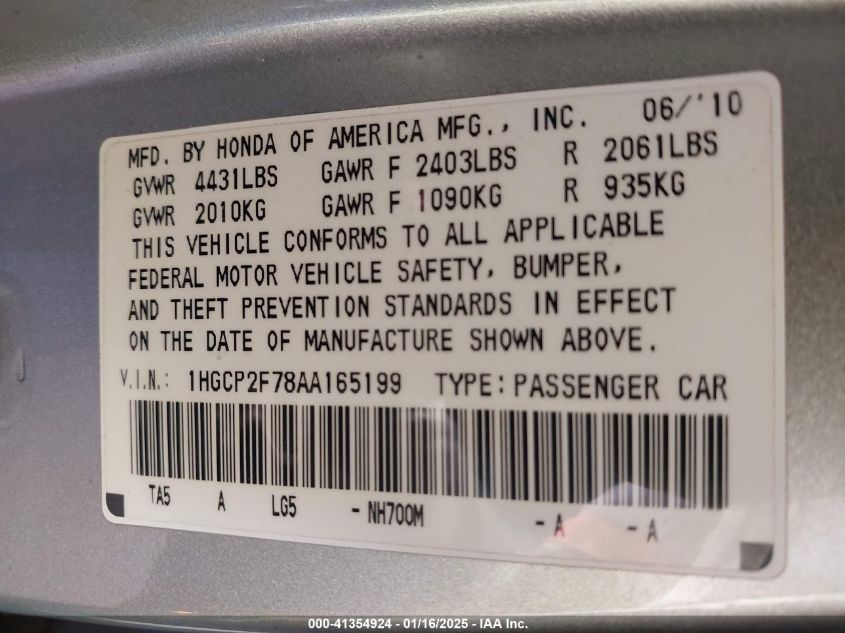 MFD. BY HONDA OF AMERICA MFG., INC. 06/'10
GVWR 4431LBS GAWR F 2403LBS R 2061LBS
GVWR 2010KG GAWR F 1090KG R 935KG
THIS VEHICLE CONFORMS TO ALL APPLICABLE
FEDERAL MOTOR VEHICLE SAFETY, BUMPER,
AND THEFT PREVENTION STANDARDS IN EFFECT
ON THE DATE OF MANUFACTURE SHOWN ABOVE.
V.I.N.: 1HGCP2F78AA165199 TYPE:PASSENGER CAR
TA5 A LG5 - NH700M - A - A
000-41354924 - 01/16/2025 - IAA Inc.